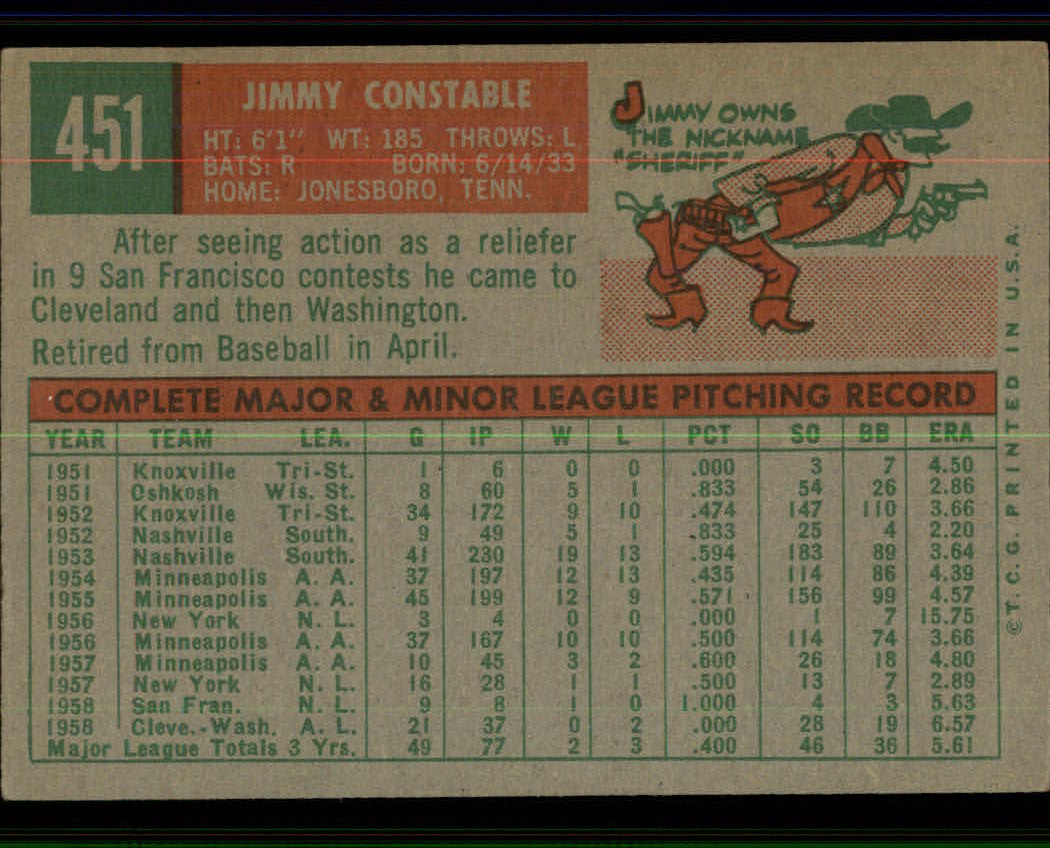 451
JIMMY CONSTABLE
HT: 6'1" WT: 185 THROWS: L
BATS: R BORN: 6/14/33
HOME: JONESBORO, TENN.
JIMMY OWNS
THE NICKNAME
"SHERIFF"
After seeing action as a reliefer
in 9 San Francisco contests he came to
Cleveland and then Washington.
Retired from Baseball in April.
COMPLETE MAJOR & MINOR LEAGUE PITCHING RECORD
YEAR TEAM LEA. G IP W L PCT SO BB ERA
1951 Knoxville Tri-St. 1 6 0 0 .000 3 7 4.50
1951 Oshkosh Wis. St. 8 60 5 1 .833 54 26 2.86
1952 Knoxville Tri-St. 34 172 9 10 .474 147 110 3.66
1952 Nashville South. 9 49 5 1 .833 25 4 2.20
1953 Nashville South. 41 230 19 13 .594 183 89 3.64
1954 Minneapolis A. A. 37 197 12 13 .435 114 86 4.39
1955 Minneapolis A. A. 45 199 12 9 .571 156 99 4.57
1956 New York N. L. 3 4 0 0 .000 1 7 15.75
1956 Minneapolis A. A. 37 167 10 10 .500 114 74 3.66
1957 Minneapolis A. A. 10 45 3 2 .600 26 18 4.80
1957 New York N. L. 16 28 1 1 .500 13 7 2.89
1958 San Fran. N. L. 9 8 1 0 1.000 4 3 5.63
1958 Cleve.-Wash. A. L. 21 37 0 2 .000 28 19 6.57
Major League Totals 3 Yrs. 49 77 2 3 .400 46 36 5.61
©T. C. G. PRINTED IN U.S.A.